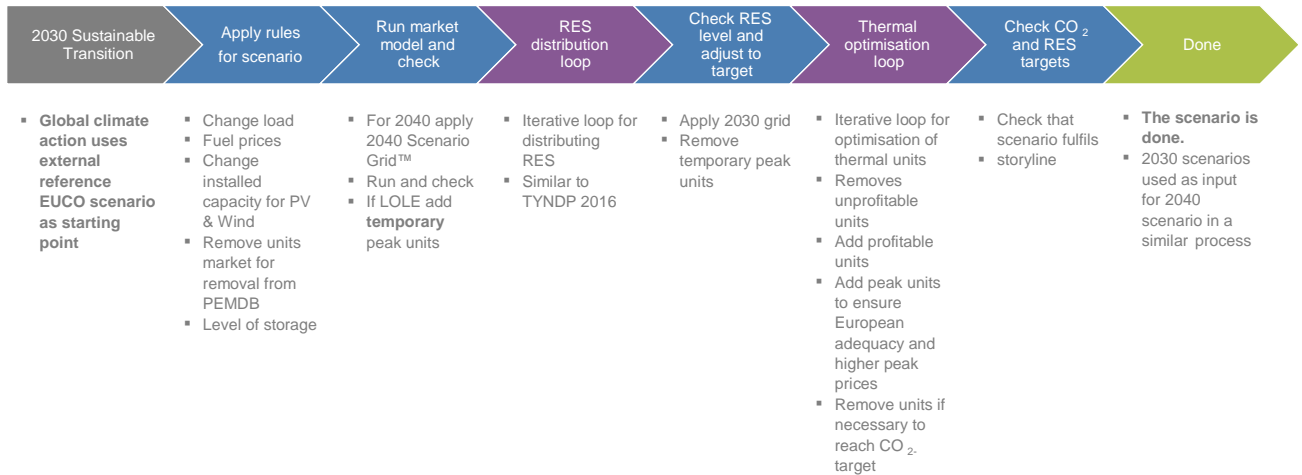 2030 Sustainable
Transition
Apply rules
for scenario
Run market
model and
check
RES
distribution
loop
Check RES
level and
adjust to
target
Thermal
optimisation
loop
Check CO 2
and RES
targets
Done
▪ Global climate
action uses
external
reference
EUCO scenario
as starting
point
▪ Change load
▪ Fuel prices
▪ Change
installed
capacity for PV
& Wind
▪ Remove units
market for
removal from
PEMDB
▪ Level of storage
▪ For 2040 apply
2040 Scenario
Grid™
▪ Run and check
▪ If LOLE add
temporary
peak units
▪ Iterative loop for
distributing
RES
▪ Similar to
TYNDP 2016
▪ Apply 2030 grid
▪ Remove
temporary peak
units
▪ Iterative loop for
optimisation of
thermal units
▪ Removes
unprofitable
units
▪ Add profitable
units
▪ Add peak units
to ensure
European
adequacy and
higher peak
prices
▪ Remove units if
necessary to
reach CO 2-
target
▪ Check that
scenario fulfils
▪ storyline
▪ The scenario is
done.
▪ 2030 scenarios
used as input
for 2040
scenario in a
similar process